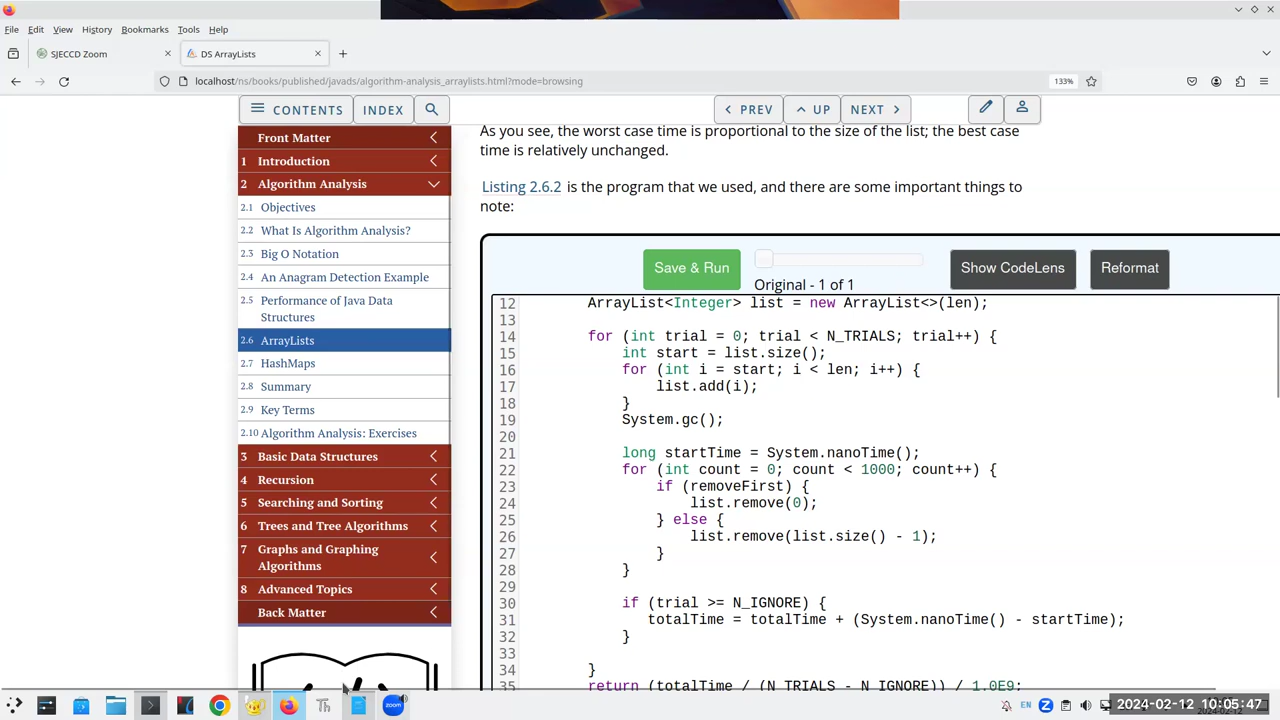 File Edit View History Bookmarks Tools Help
SJECCD Zoom
DS ArrayLists
localhost/ns/books/published/javads/algorithm-analysis_arraylists.html?mode=browsing
133%
CONTENTS INDEX
PREV UP NEXT
Front Matter
1 Introduction
2 Algorithm Analysis
2.1 Objectives
2.2 What Is Algorithm Analysis?
2.3 Big O Notation
2.4 An Anagram Detection Example
2.5 Performance of Java Data
Structures
2.6 ArrayLists
2.7 HashMaps
2.8 Summary
2.9 Key Terms
2.10 Algorithm Analysis: Exercises
3 Basic Data Structures
4 Recursion
5 Searching and Sorting
6 Trees and Tree Algorithms
7 Graphs and Graphing
Algorithms
8 Advanced Topics
Back Matter
As you see, the worst case time is proportional to the size of the list; the best case
time is relatively unchanged.
Listing 2.6.2 is the program that we used, and there are some important things to
note:
Save & Run
Original - 1 of 1
Show CodeLens
Reformat
12 ArrayList<Integer> list = new ArrayList<>(len);
13
14 for (int trial = 0; trial < N_TRIALS; trial++) {
15 int start = list.size();
16 for (int i = start; i < len; i++) {
17 list.add(i);
18 }
19 System.gc();
20
21 long startTime = System.nanoTime();
22 for (int count = 0; count < 1000; count++) {
23 if (removeFirst) {
24 list.remove(0);
25 } else {
26 list.remove(list.size() - 1);
27 }
28 }
29
30 if (trial >= N_IGNORE) {
31 totalTime = totalTime + (System.nanoTime() - startTime);
32 }
33
34 }
35 return (totalTime / (N_TRIALS - N_IGNORE)) / 1.0E9;
Th
zoom
EN
2024-02-12 10:05:47